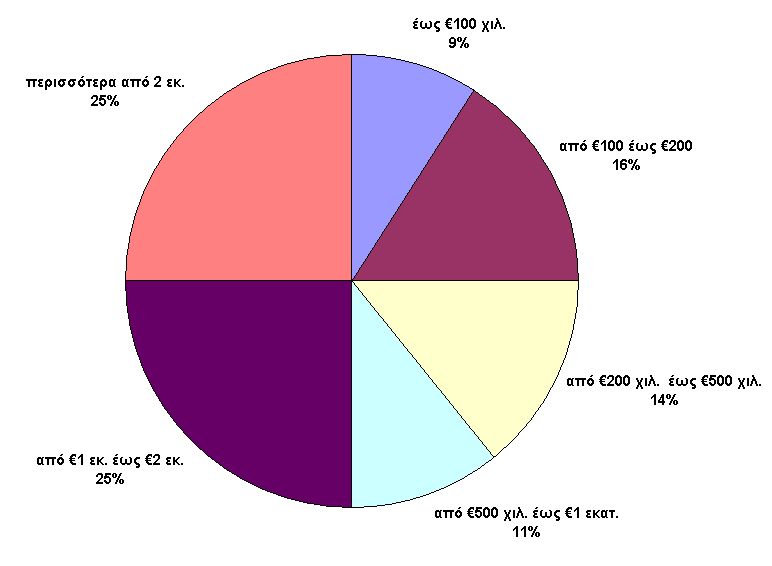 έως €100 χιλ.
9%
από €100 έως €200
16%
από €200 χιλ.  έως €500 χιλ.
14%
από €500 χιλ. έως €1 εκατ.
11%
από €1 εκ. έως €2 εκ.
25%
περισσότερα από 2 εκ.
25%